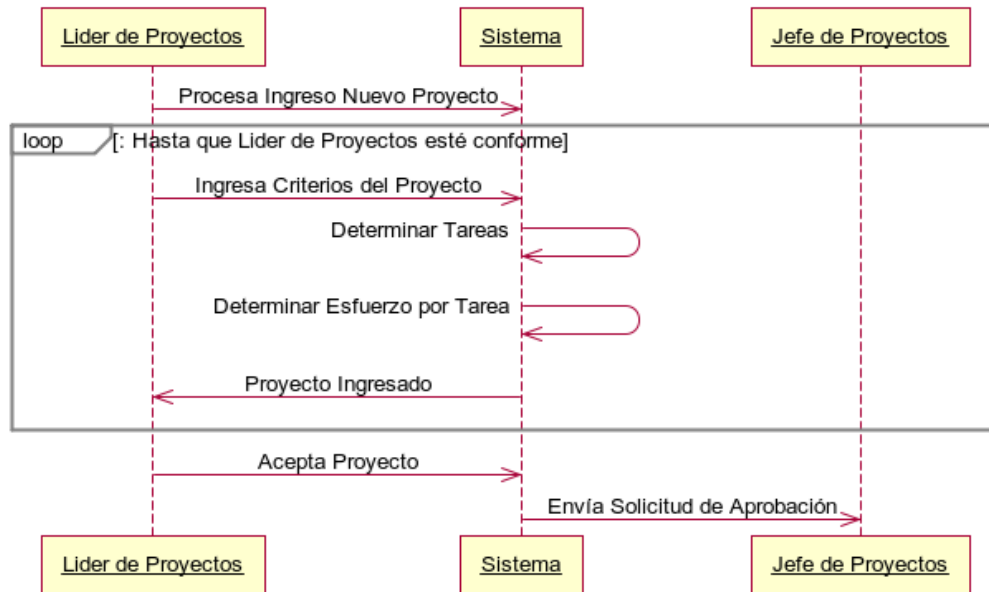 Lider de Proyectos
Sistema
Jefe de Proyectos
Procesa Ingreso Nuevo Proyecto
loop
[: Hasta que Lider de Proyectos esté conforme]
Ingresa Criterios del Proyecto
Determinar Tareas
Determinar Esfuerzo por Tarea
Proyecto Ingresado
Acepta Proyecto
Envía Solicitud de Aprobación
Lider de Proyectos
Sistema
Jefe de Proyectos